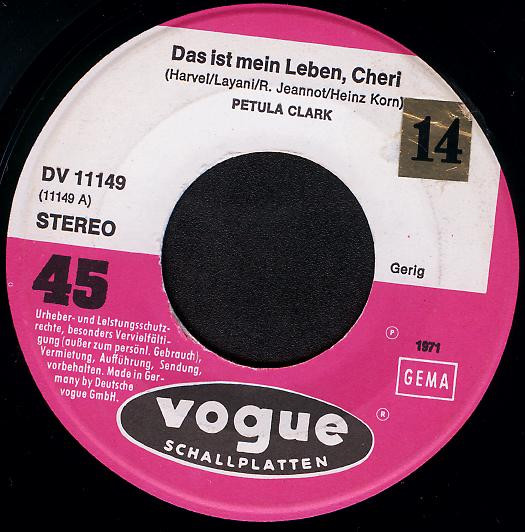 Das ist mein Leben, Cheri
(Harvel/Layani/R. Jeannot/Heinz Korn)
PETULA CLARK
14
DV 11149
(11149 A)
STEREO
45
Gerig
Urheber- und Leistungsschutz-
rechte, besonders Vervielfälti-
gung (außer zum persönl. Gebrauch),
Vermietung, Aufführung, Sendung,
vorbehalten. Made in Ger-
many by Deutsche
vogue GmbH.
Ⓟ
1971
GEMA
®
vogue
SCHALLPLATTEN